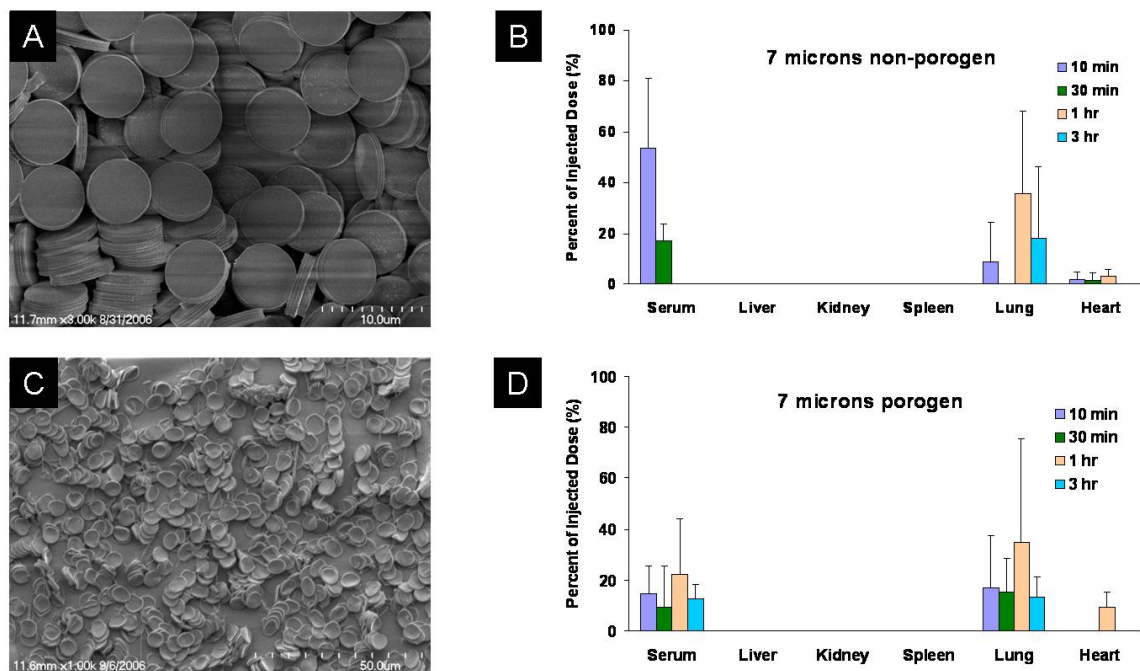 A
11.7mm x3.00k 8/31/2006
10.0um
B
7 microns non-porogen
Percent of Injected Dose (%)
100
80
60
40
20
0
10 min
30 min
1 hr
3 hr
Serum Liver Kidney Spleen Lung Heart
C
11.6mm x1.00k 9/6/2006
50.0um
D
7 microns porogen
Percent of Injected Dose (%)
100
80
60
40
20
0
10 min
30 min
1 hr
3 hr
Serum Liver Kidney Spleen Lung Heart